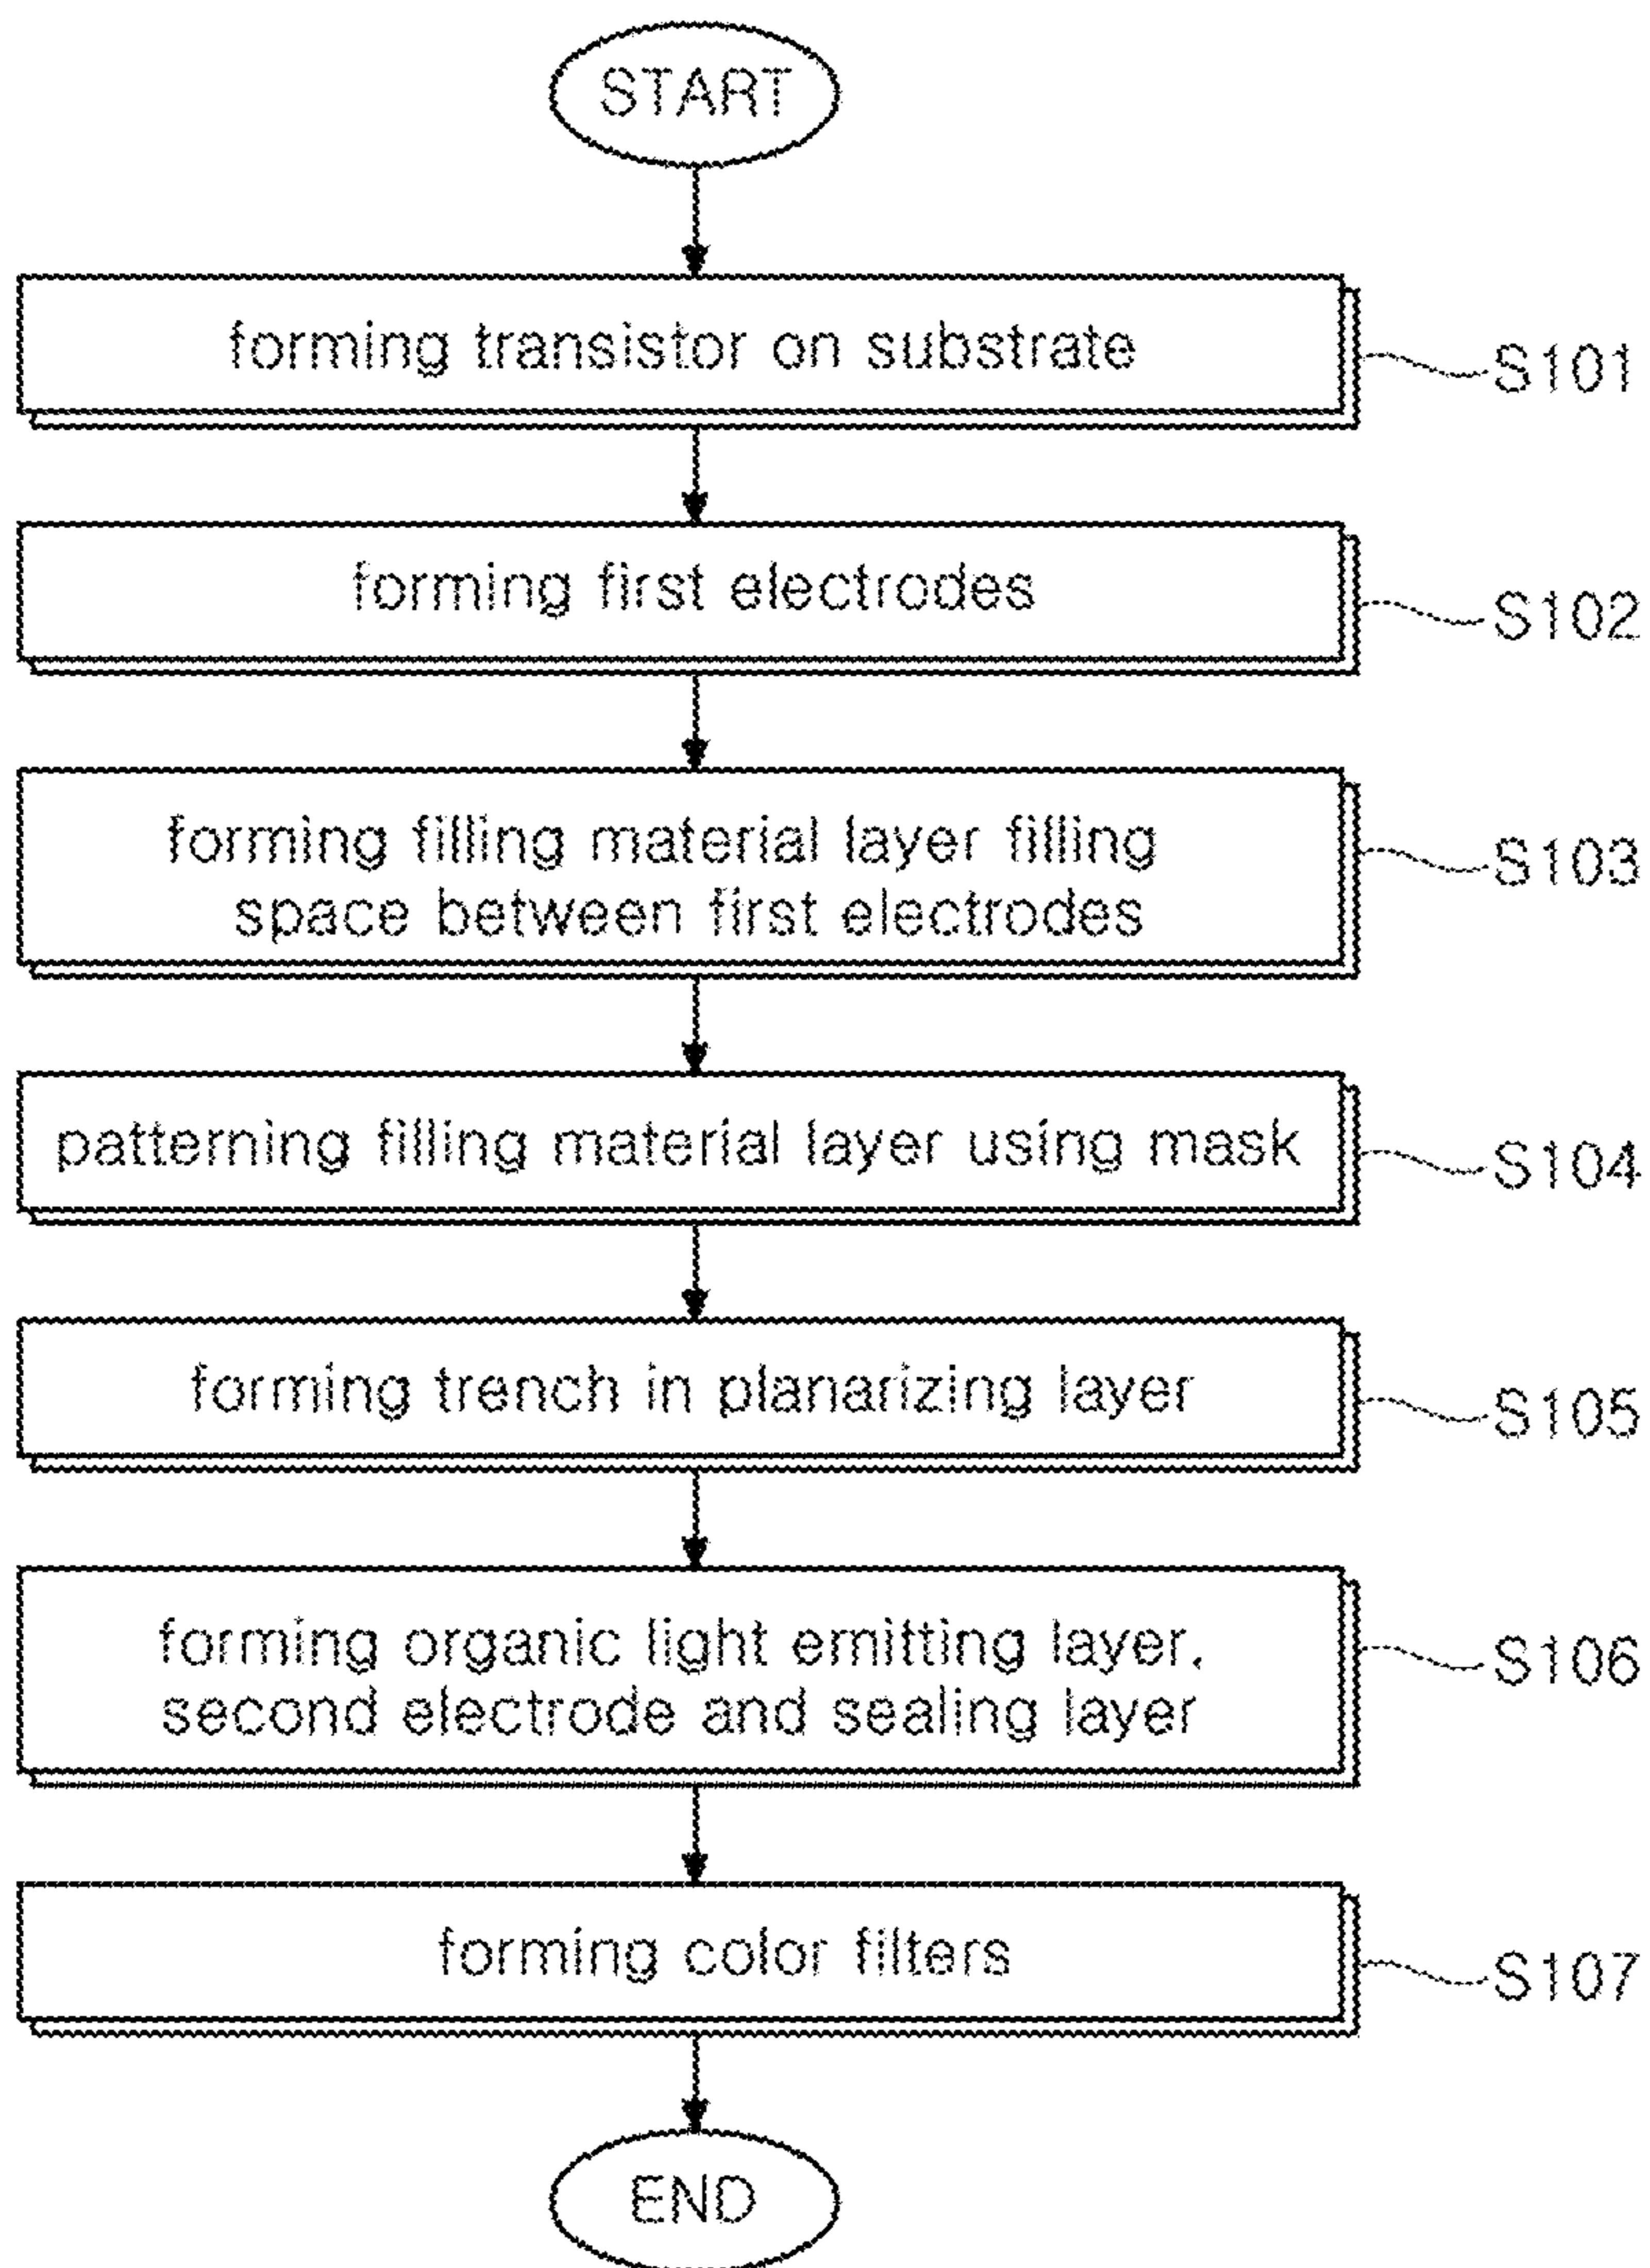 START
forming transistor on substrate
S101
forming first electrodes
S102
forming filling material layer filling
space between first electrodes
S103
patterning filling material layer using mask
S104
forming trench in planarizing layer
S105
forming organic light emitting layer,
second electrode and sealing layer
S106
forming color filters
S107
END